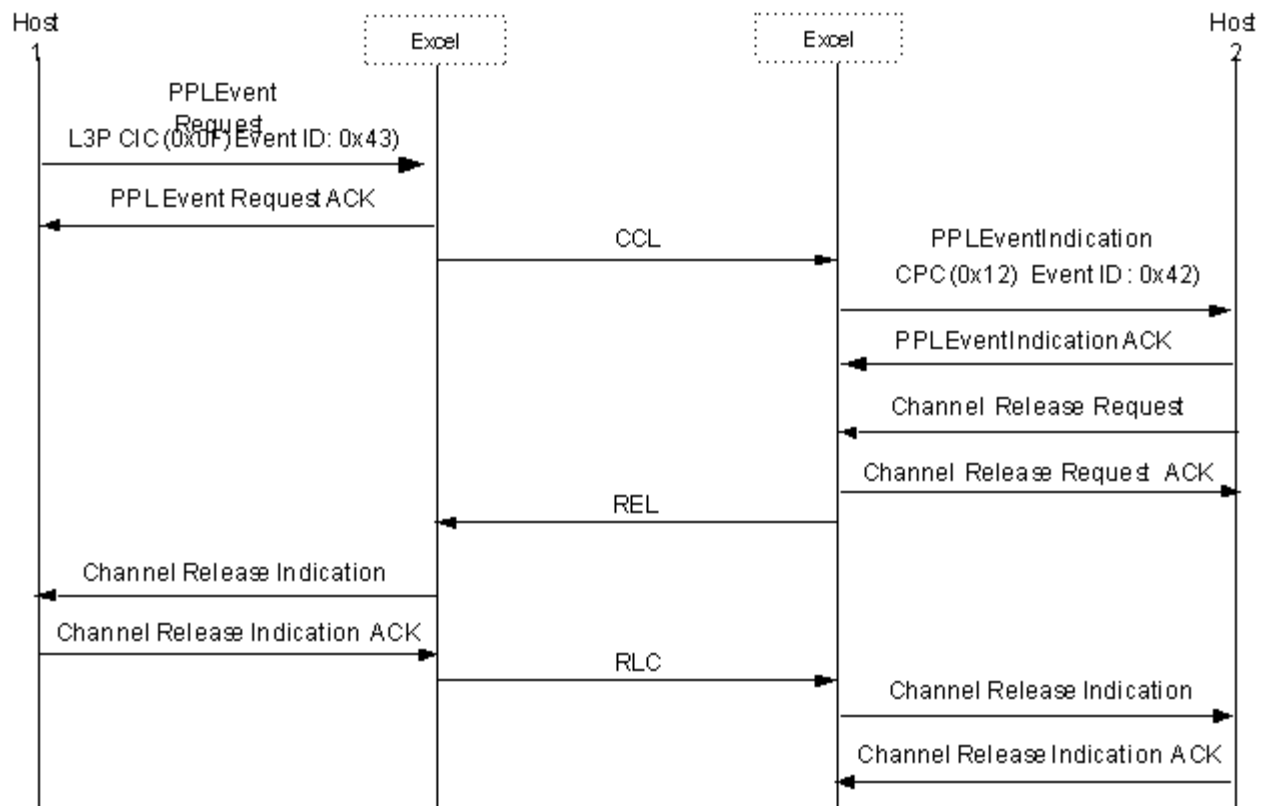 Host
1
Excel
Excel
Host
2
PPLEvent
Request
L3P CIC (0x0F) Event ID: 0x43)
PPL Event Request ACK
CCL
PPLEventIndication
CPC (0x12) Event ID : 0x42)
PPLEventIndication ACK
Channel Release Request
Channel Release Request ACK
REL
Channel Release Indication
Channel Release Indication ACK
RLC
Channel Release Indication
Channel Release Indication ACK